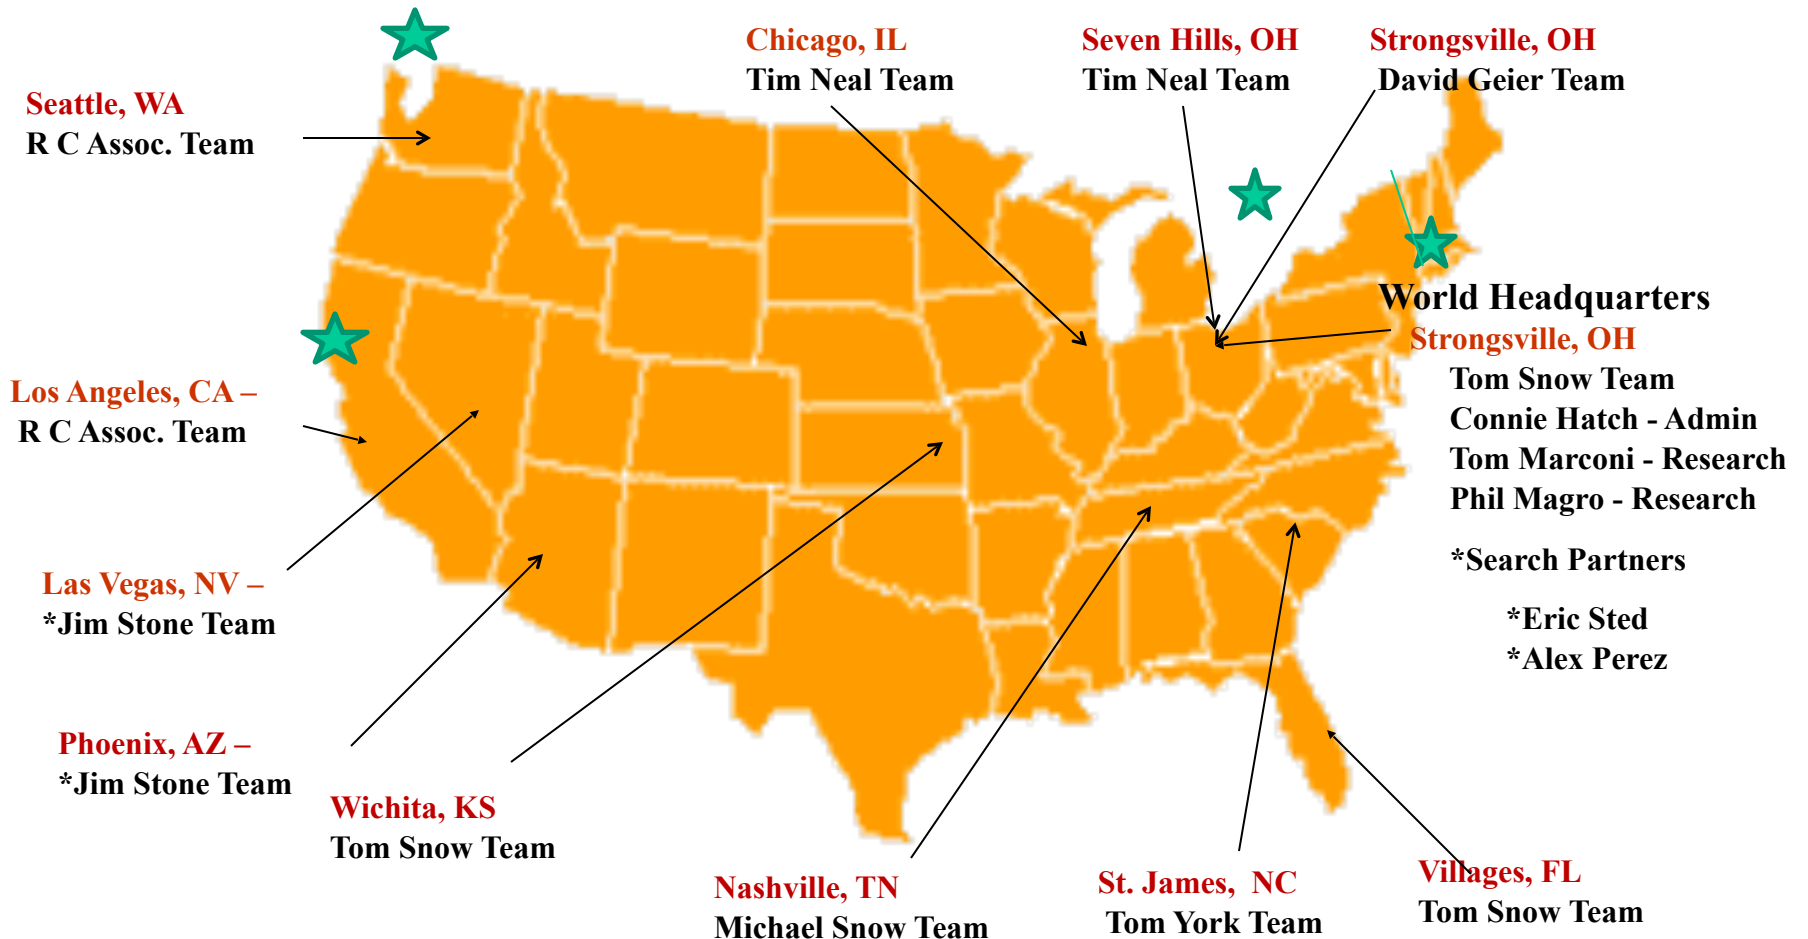 Chicago, IL
Tim Neal Team
Seven Hills, OH
Tim Neal Team
Strongsville, OH
David Geier Team
Seattle, WA
R C Assoc. Team
World Headquarters
Strongsville, OH
Tom Snow Team
Connie Hatch - Admin
Tom Marconi - Research
Phil Magro - Research
*Search Partners
*Eric Sted
*Alex Perez
Los Angeles, CA –
R C Assoc. Team
Las Vegas, NV –
*Jim Stone Team
Phoenix, AZ –
*Jim Stone Team
Wichita, KS
Tom Snow Team
Nashville, TN
Michael Snow Team
St. James, NC
Tom York Team
Villages, FL
Tom Snow Team